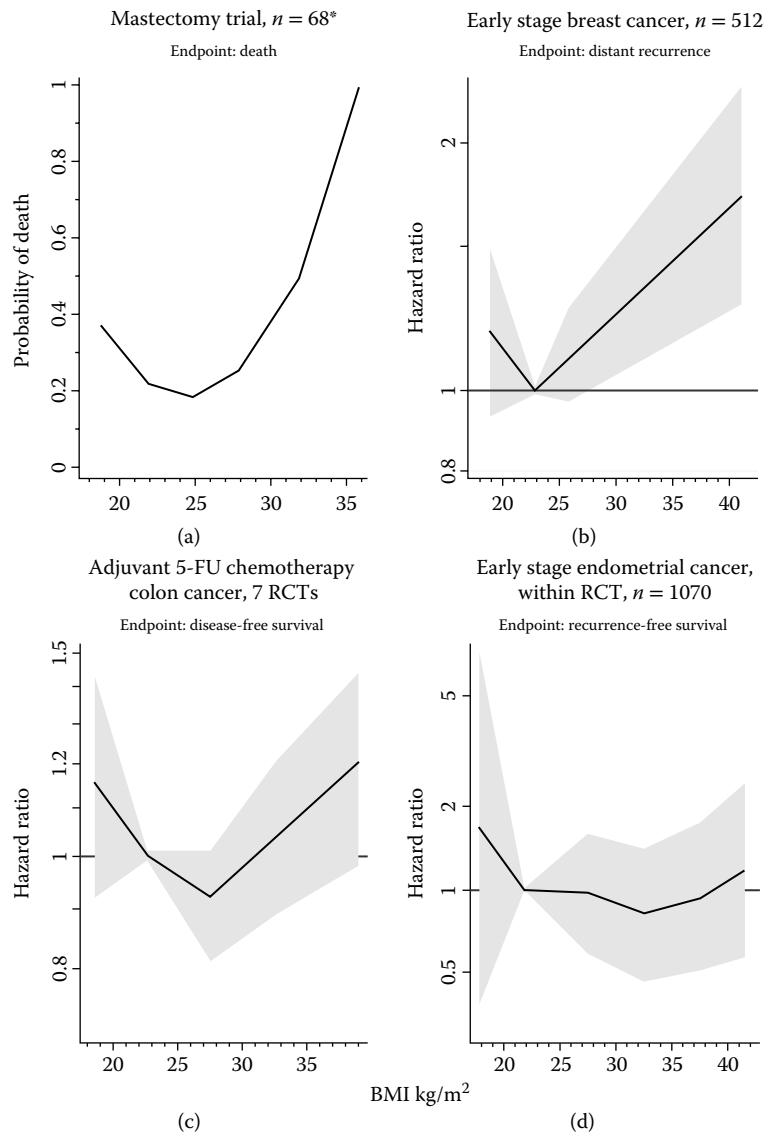 Mastectomy trial, n = 68*
Endpoint: death
Probability of death
1
0.8
0.6
0.4
0.2
0
20 25 30 35
(a)
Early stage breast cancer, n = 512
Endpoint: distant recurrence
Hazard ratio
2
1
0.8
20 25 30 35 40
(b)
Adjuvant 5-FU chemotherapy
colon cancer, 7 RCTs
Endpoint: disease-free survival
Hazard ratio
1.5
1.2
1
0.8
20 25 30 35
(c)
Early stage endometrial cancer,
within RCT, n = 1070
Endpoint: recurrence-free survival
Hazard ratio
5
2
1
0.5
20 25 30 35 40
BMI kg/m²
(d)